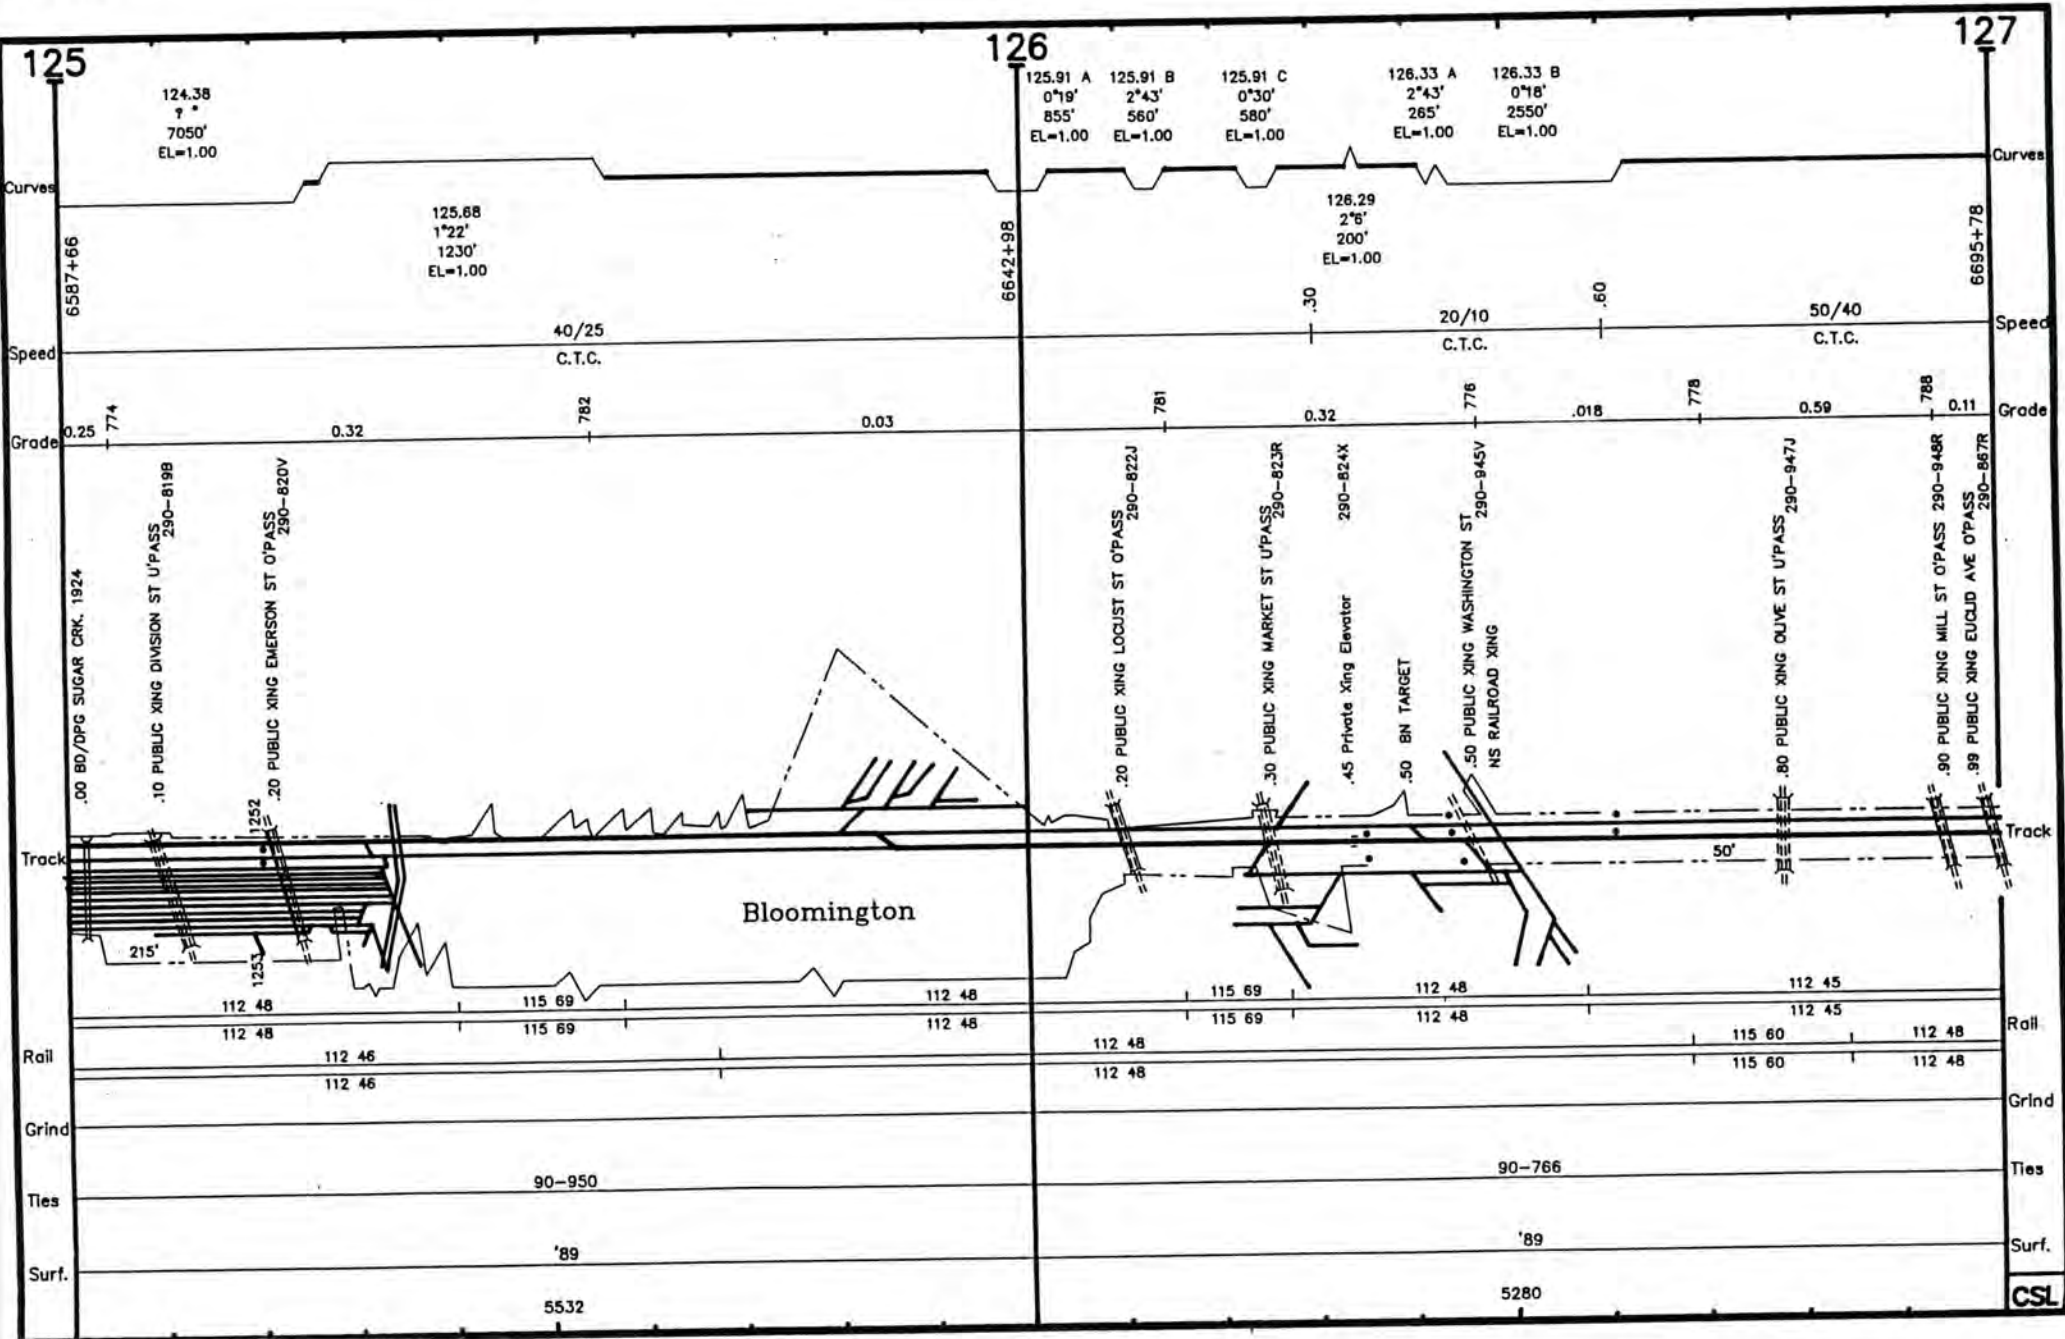 125
126
127
124.38
? °
7050'
EL=1.00
125.91 A
0°19'
855'
EL=1.00
125.91 B
2°43'
560'
EL=1.00
125.91 C
0°30'
580'
EL=1.00
126.33 A
2°43'
265'
EL=1.00
126.33 B
0°18'
2550'
EL=1.00
Curves
Curves
125.68
1°22'
1230'
EL=1.00
126.29
2°6'
200'
EL=1.00
6587+66
6642+98
6695+78
Speed
40/25
C.T.C.
.30
20/10
C.T.C.
.60
50/40
C.T.C.
Speed
Grade
0.25
774
0.32
782
0.03
781
0.32
776
.018
778
0.59
788
0.11
Grade
.00 BD/DPG SUGAR CRK. 1924
.10 PUBLIC XING DIVISION ST U'PASS
290-819B
.20 PUBLIC XING EMERSON ST O'PASS
290-820V
.20 PUBLIC XING LOCUST ST O'PASS
290-822J
.30 PUBLIC XING MARKET ST U'PASS
290-823R
.45 Private Xing Elevator
290-824X
.50 BN TARGET
.50 PUBLIC XING WASHINGTON ST
290-945V
NS RAILROAD XING
.80 PUBLIC XING OLIVE ST U'PASS
290-947J
.90 PUBLIC XING MILL ST O'PASS 290-948R
.99 PUBLIC XING EUCLID AVE O'PASS
290-867R
1252
Track
Track
50'
Bloomington
215'
1253
112 48
115 69
112 48
115 69
112 48
112 45
112 48
115 69
112 48
115 69
112 48
112 45
Rail
Rail
112 46
112 48
115 60
112 48
112 46
112 48
115 60
112 48
Grind
Grind
Ties
90-950
90-766
Ties
Surf.
'89
'89
Surf.
5532
5280
CSL